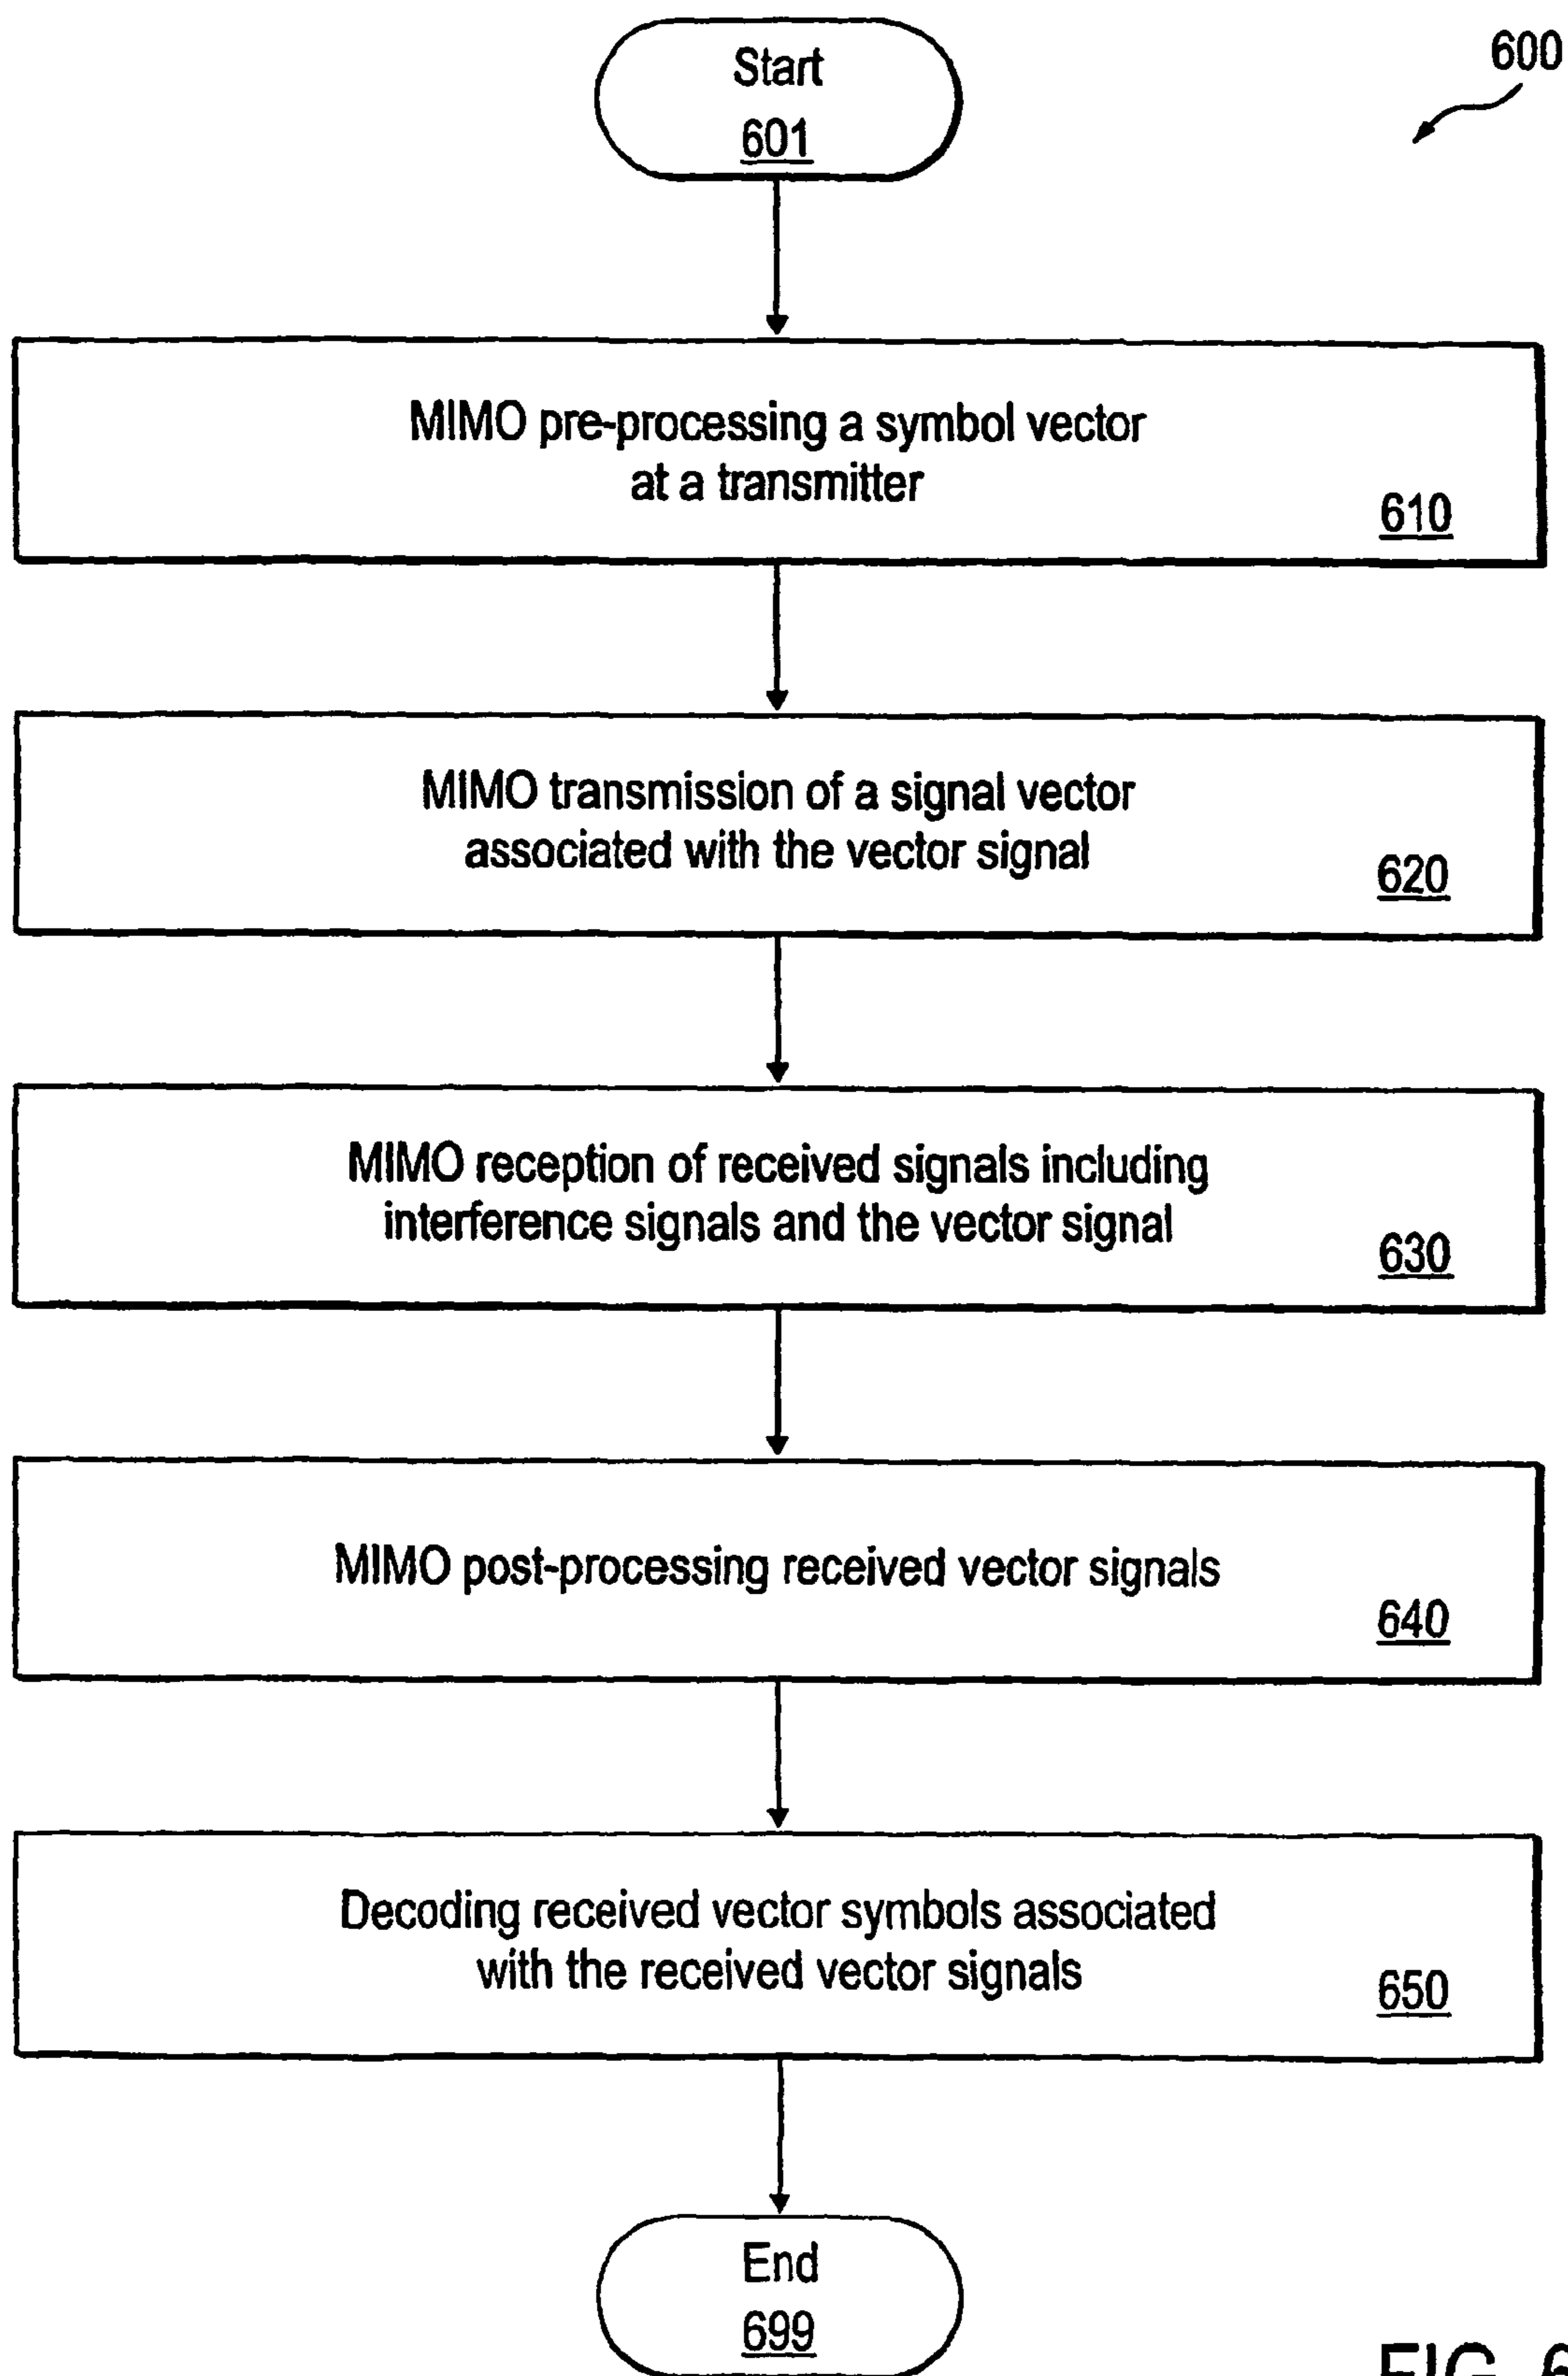 Start
601
600
MIMO pre-processing a symbol vector
at a transmitter
610
MIMO transmission of a signal vector
associated with the vector signal
620
MIMO reception of received signals including
interference signals and the vector signal
630
MIMO post-processing received vector signals
640
Decoding received vector symbols associated
with the received vector signals
650
End
699
FIG. 6